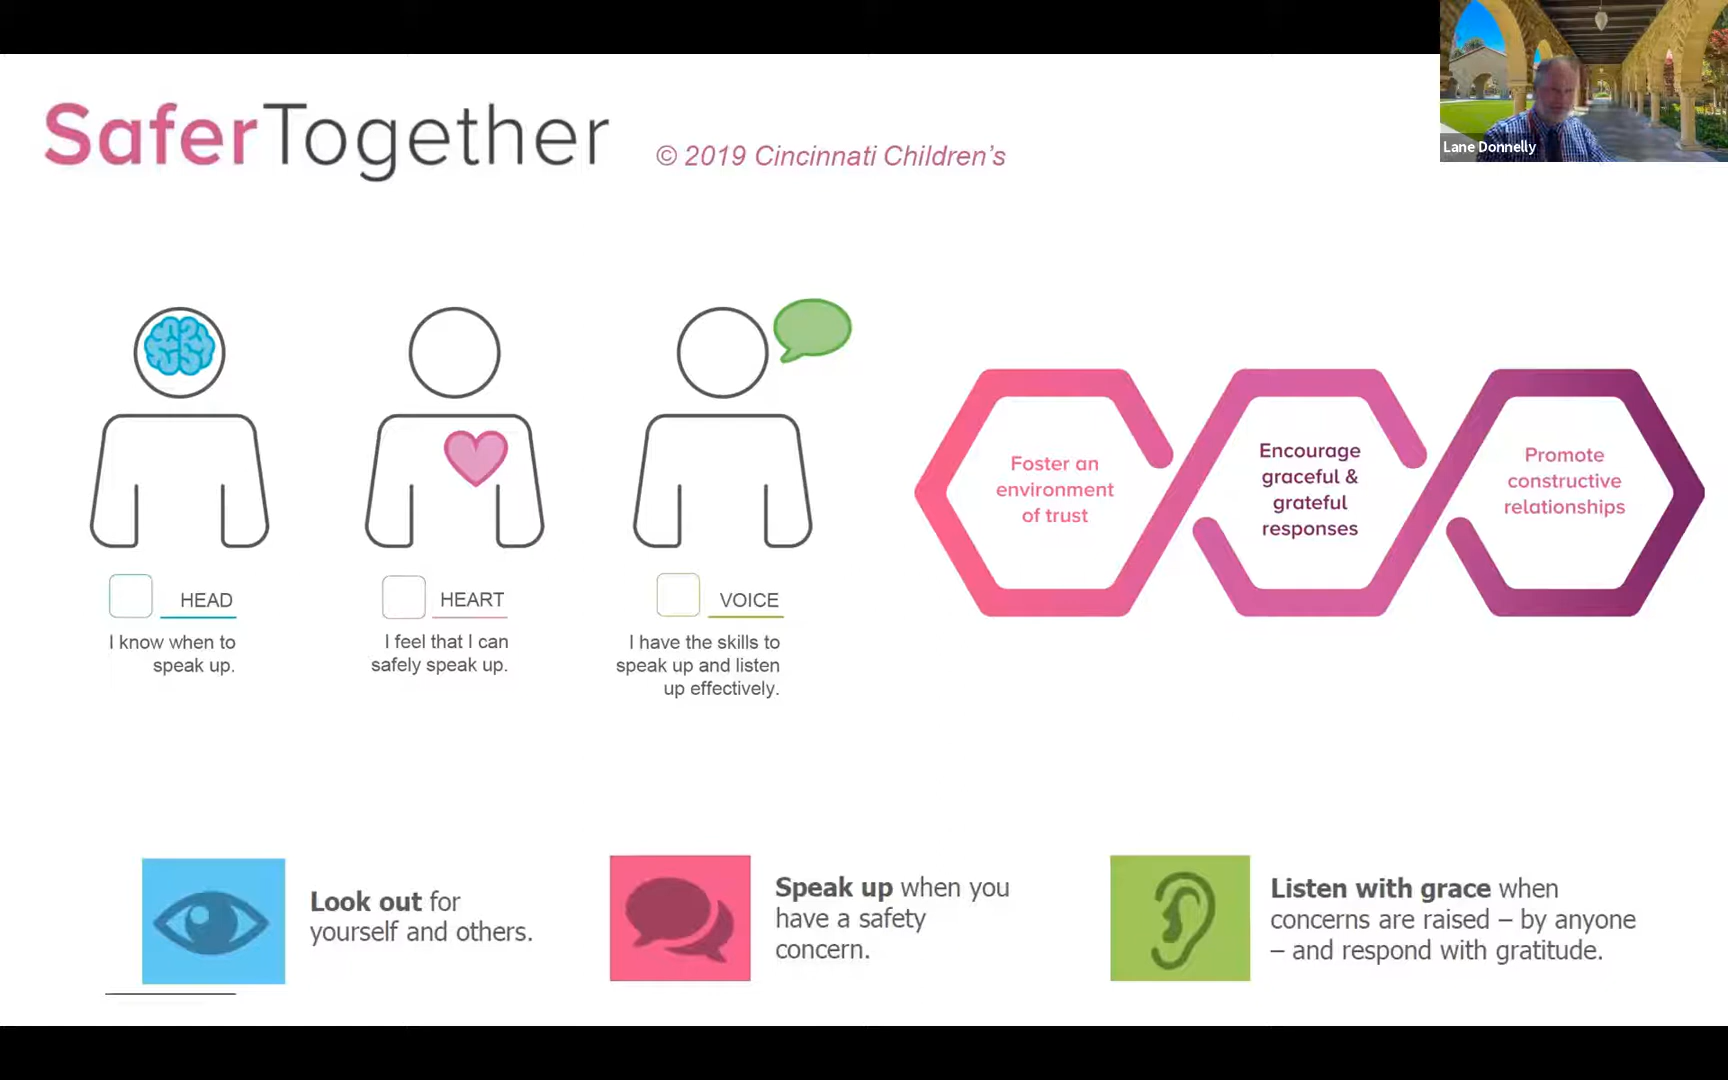 SaferTogether © 2019 Cincinnati Children's
Lane Donnelly
HEAD
I know when to
speak up.
HEART
I feel that I can
safely speak up.
VOICE
I have the skills to
speak up and listen
up effectively.
Foster an
environment
of trust
Encourage
graceful &
grateful
responses
Promote
constructive
relationships
Look out for
yourself and others.
Speak up when you
have a safety
concern.
Listen with grace when
concerns are raised – by anyone
– and respond with gratitude.